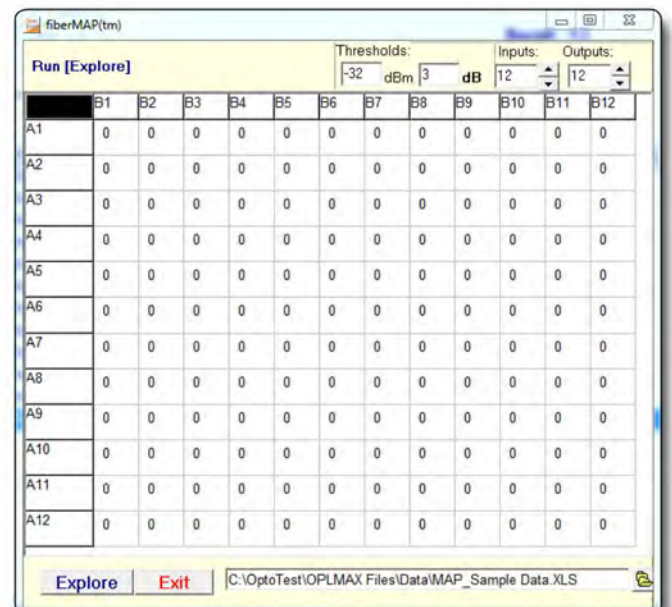 fiberMAP(tm)
Run [Explore]
Thresholds:
-32 dBm 3 dB
Inputs: Outputs:
12 12
B1 B2 B3 B4 B5 B6 B7 B8 B9 B10 B11 B12
A1 0 0 0 0 0 0 0 0 0 0 0 0
A2 0 0 0 0 0 0 0 0 0 0 0 0
A3 0 0 0 0 0 0 0 0 0 0 0 0
A4 0 0 0 0 0 0 0 0 0 0 0 0
A5 0 0 0 0 0 0 0 0 0 0 0 0
A6 0 0 0 0 0 0 0 0 0 0 0 0
A7 0 0 0 0 0 0 0 0 0 0 0 0
A8 0 0 0 0 0 0 0 0 0 0 0 0
A9 0 0 0 0 0 0 0 0 0 0 0 0
A10 0 0 0 0 0 0 0 0 0 0 0 0
A11 0 0 0 0 0 0 0 0 0 0 0 0
A12 0 0 0 0 0 0 0 0 0 0 0 0
Explore Exit C:\OptoTest\OPLMAX Files\Data\MAP_Sample Data.XLS